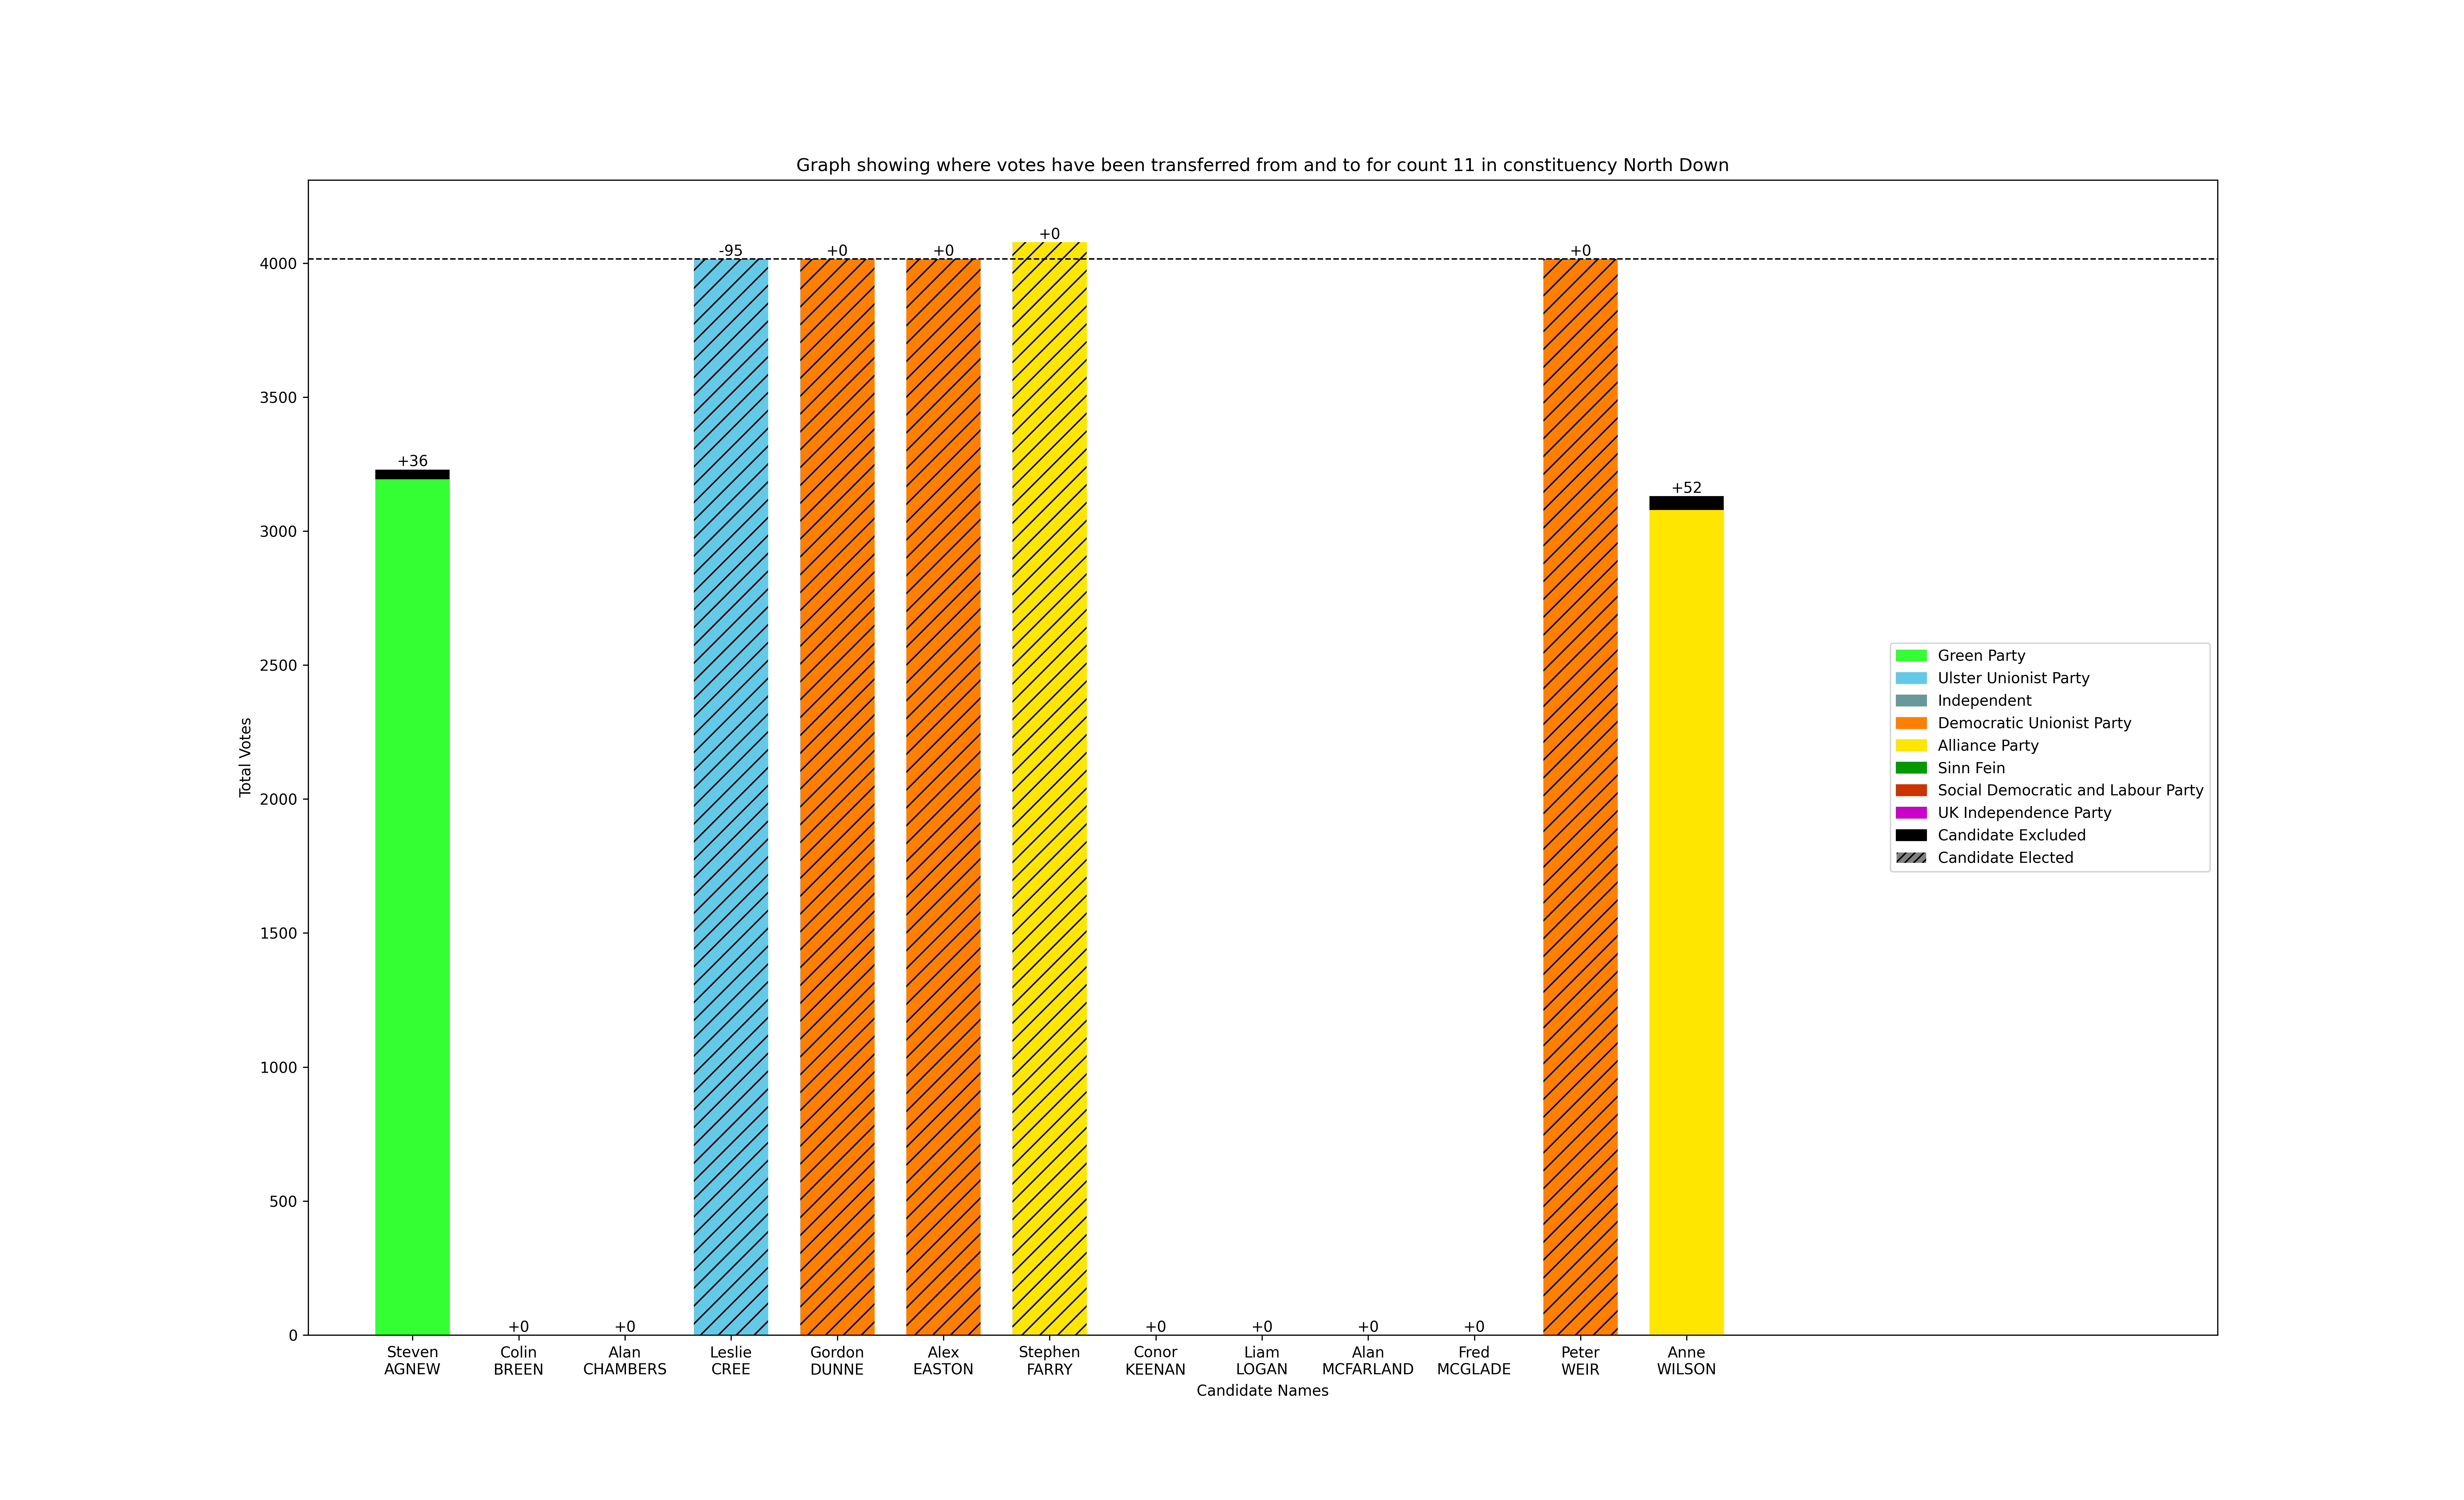 Graph showing where votes have been transferred from and to for count 11 in constituency North Down
Total Votes
4000
3500
3000
2500
2000
1500
1000
500
0
+36
+0
+0
-95
+0
+0
+0
+0
+0
+0
+0
+0
+52
Steven
AGNEW
Colin
BREEN
Alan
CHAMBERS
Leslie
CREE
Gordon
DUNNE
Alex
EASTON
Stephen
FARRY
Conor
KEENAN
Liam
LOGAN
Alan
MCFARLAND
Fred
MCGLADE
Peter
WEIR
Anne
WILSON
Candidate Names
Green Party
Ulster Unionist Party
Independent
Democratic Unionist Party
Alliance Party
Sinn Fein
Social Democratic and Labour Party
UK Independence Party
Candidate Excluded
Candidate Elected